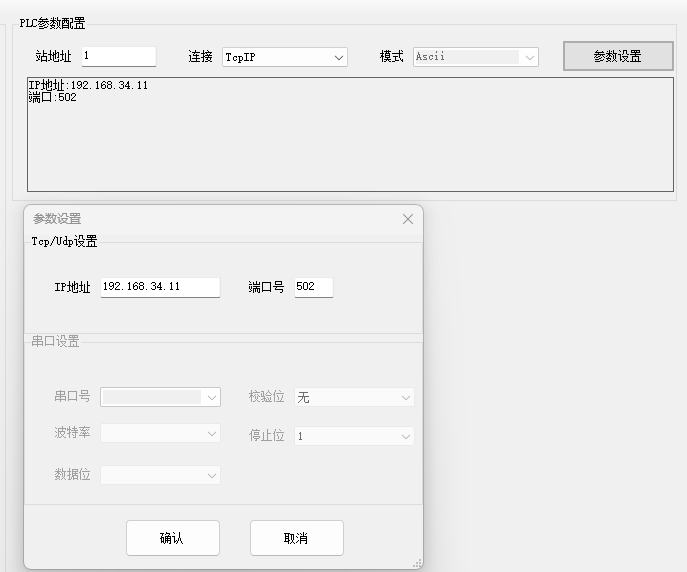 PLC参数配置
站地址 1 连接 TcpIP 模式 Ascii 参数设置
IP地址:192.168.34.11
端口:502
参数设置
Tcp/Udp设置
IP地址 192.168.34.11 端口号 502
串口设置
串口号 校验位 无
波特率 停止位 1
数据位
确认 取消